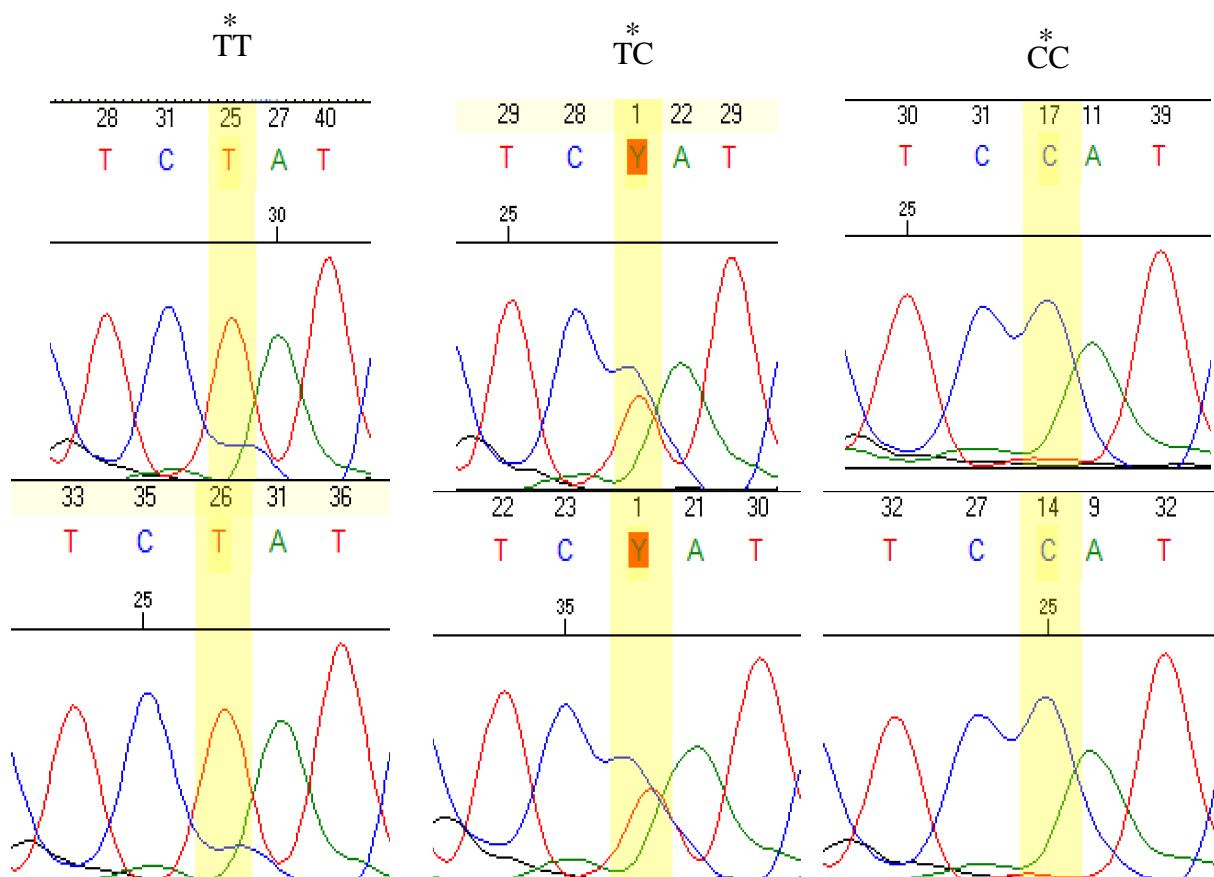 * * *
TT TC CC
28 31 25 27 40 29 28 1 22 29 30 31 17 11 39
T C T A T T C Y A T T C C A T
30 25 25
33 35 26 31 36 22 23 1 21 30 32 27 14 9 32
T C T A T T C Y A T T C C A T
25 35 25